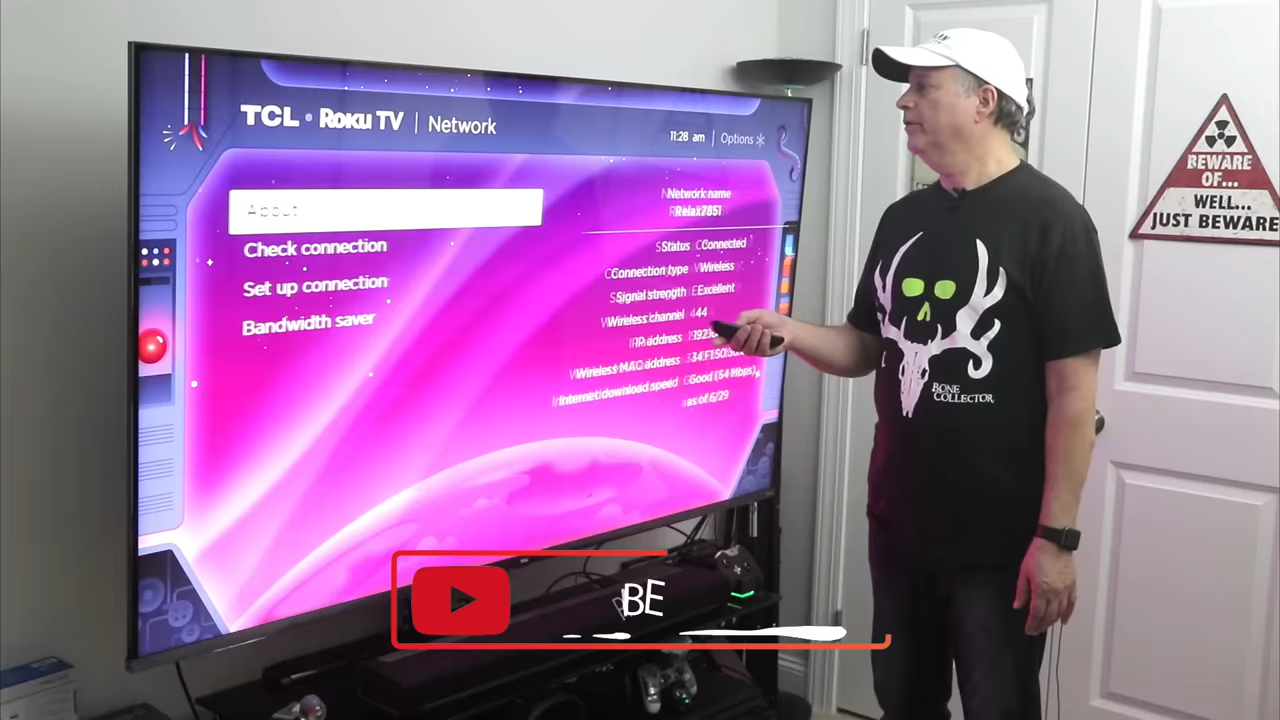 TCL • Roku TV | Network
11:28 am | Options
About
Check connection
Set up connection
Bandwidth saver
Network name
Relax7851
Status Connected
Connection type Wireless
Signal strength Excellent
Wireless channel 44
IP address
Wireless MAC address
Internet download speed Good (54 Mbps),
as of 6/29
BEWARE
OF...
WELL...
JUST BEWARE
BONE
COLLECTOR
BE